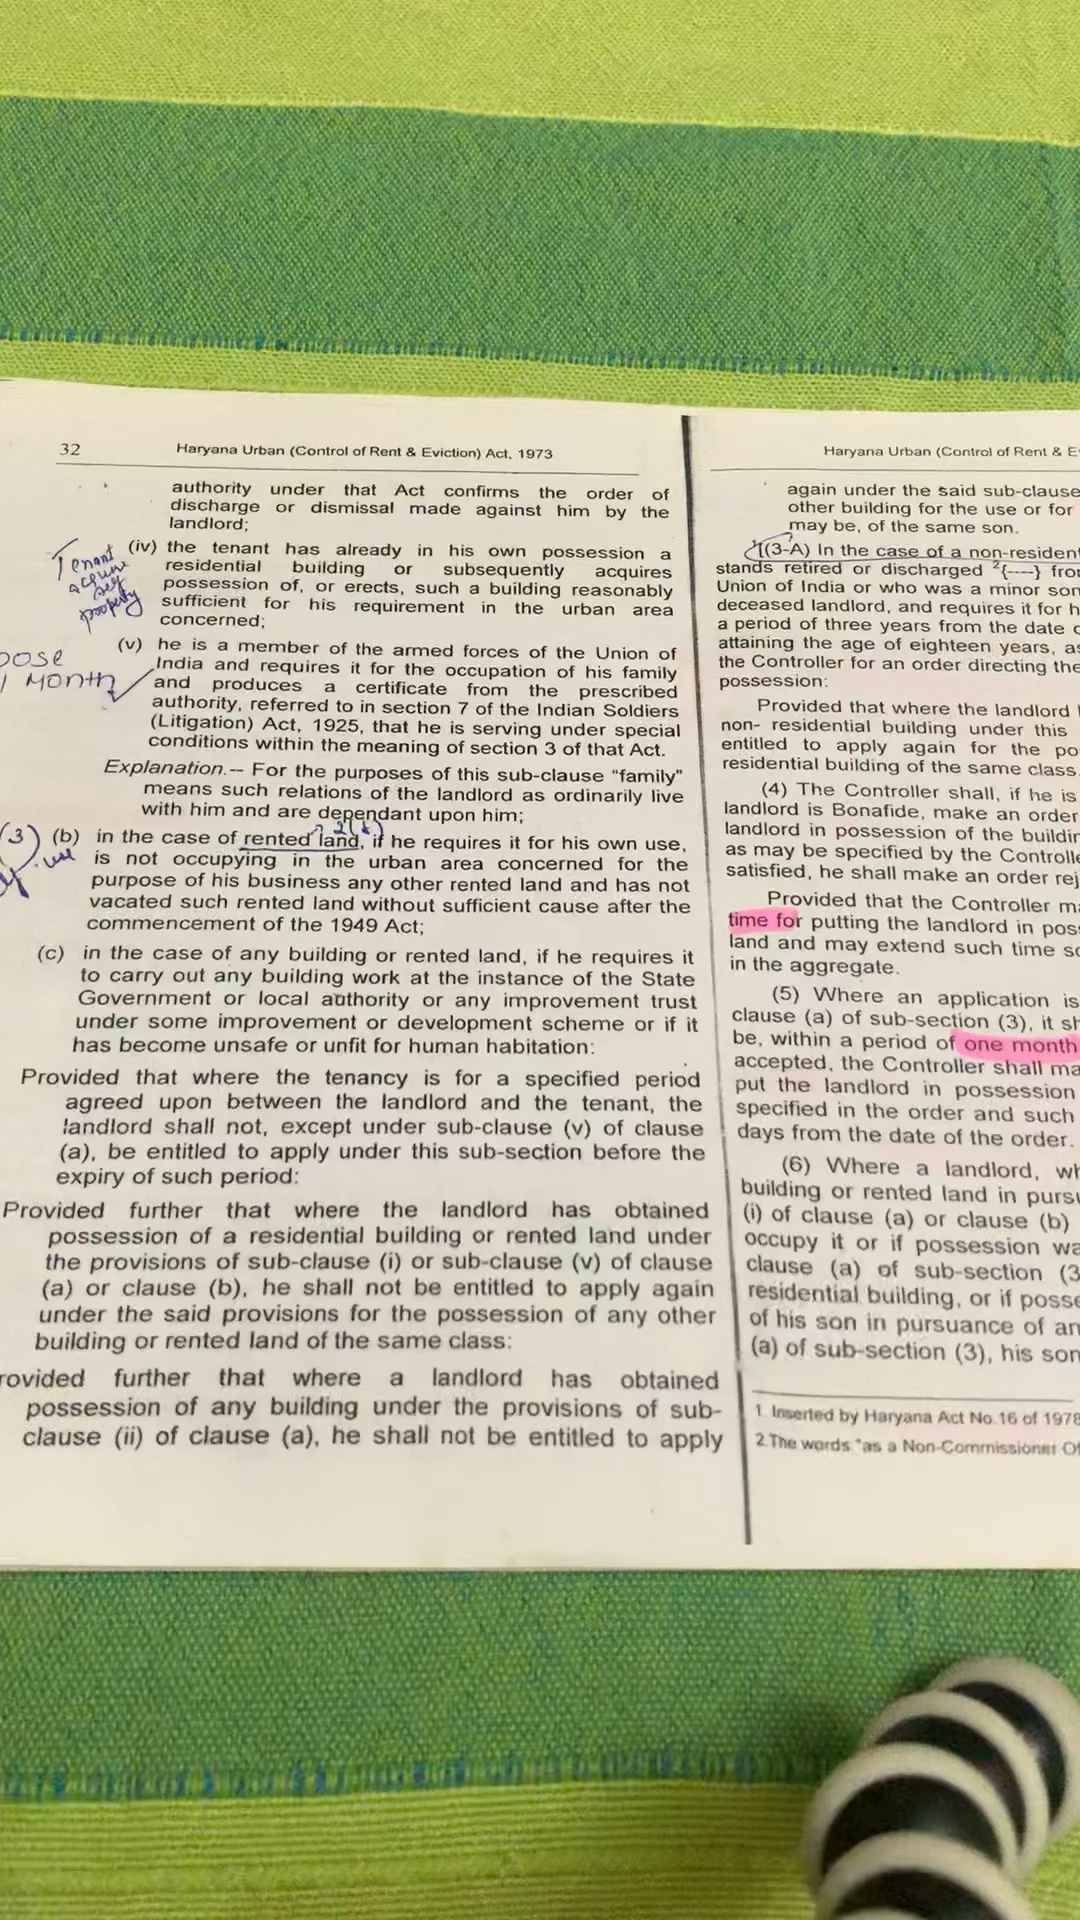 32
Haryana Urban (Control of Rent & Eviction) Act, 1973
authority under that Act confirms the order of
discharge or dismissal made against him by the
landlord;
Tenant
acquire
self
property
(iv) the tenant has already in his own possession a
residential building or subsequently acquires
possession of, or erects, such a building reasonably
sufficient for his requirement in the urban area
concerned;
MONTH
(v) he is a member of the armed forces of the Union of
India and requires it for the occupation of his family
and produces a certificate from the prescribed
authority, referred to in section 7 of the Indian Soldiers
(Litigation) Act, 1925, that he is serving under special
conditions within the meaning of section 3 of that Act.
Explanation.-- For the purposes of this sub-clause "family"
means such relations of the landlord as ordinarily live
with him and are dependant upon him;
(3)
use
(b) in the case of rented land, if he requires it for his own use,
is not occupying in the urban area concerned for the
purpose of his business any other rented land and has not
vacated such rented land without sufficient cause after the
commencement of the 1949 Act;
(c) in the case of any building or rented land, if he requires it
to carry out any building work at the instance of the State
Government or local authority or any improvement trust
under some improvement or development scheme or if it
has become unsafe or unfit for human habitation:
Provided that where the tenancy is for a specified period
agreed upon between the landlord and the tenant, the
landlord shall not, except under sub-clause (v) of clause
(a), be entitled to apply under this sub-section before the
expiry of such period:
Provided further that where the landlord has obtained
possession of a residential building or rented land under
the provisions of sub-clause (i) or sub-clause (v) of clause
(a) or clause (b), he shall not be entitled to apply again
under the said provisions for the possession of any other
building or rented land of the same class:
rovided further that where a landlord has obtained
possession of any building under the provisions of sub-
clause (ii) of clause (a), he shall not be entitled to apply
Haryana Urban (Control of Rent & E
again under the said sub-clause
other building for the use or for
may be, of the same son.
1[(3-A) In the case of a non-resident
stands retired or discharged 2{----} from
Union of India or who was a minor son
deceased landlord, and requires it for h
a period of three years from the date
attaining the age of eighteen years, as
the Controller for an order directing the
possession:
Provided that where the landlord
non- residential building under this
entitled to apply again for the po
residential building of the same class.
(4) The Controller shall, if he is
landlord is Bonafide, make an order
landlord in possession of the buildin
as may be specified by the Controlle
satisfied, he shall make an order rej
Provided that the Controller ma
time for putting the landlord in pos
land and may extend such time so
in the aggregate.
(5) Where an application is
clause (a) of sub-section (3), it sh
be, within a period of one month
accepted, the Controller shall ma
put the landlord in possession
specified in the order and such
days from the date of the order.
(6) Where a landlord, wh
building or rented land in pursu
(i) of clause (a) or clause (b)
occupy it or if possession wa
clause (a) of sub-section (3
residential building, or if posse
of his son in pursuance of an
(a) of sub-section (3), his son
1. Inserted by Haryana Act No.16 of 1978
2.The words "as a Non-Commissioner Of